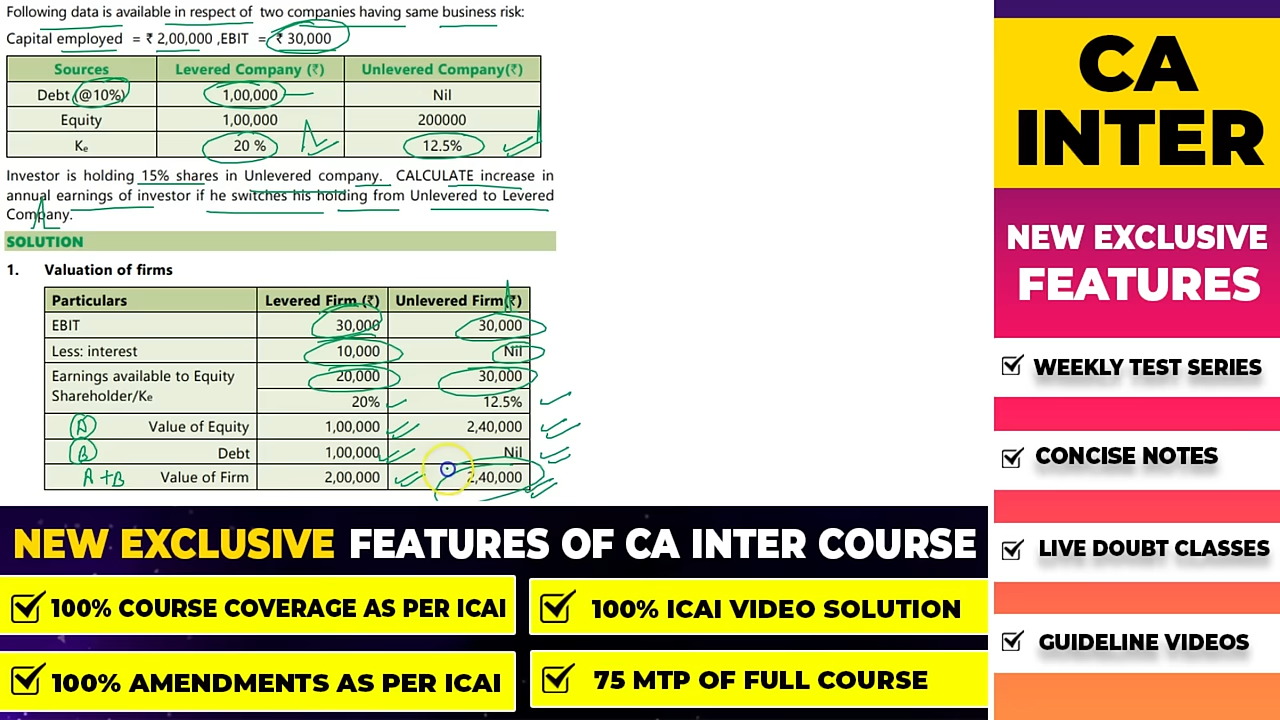 Following data is available in respect of two companies having same business risk:
Capital employed = ₹ 2,00,000 ,EBIT = ₹ 30,000
Sources Levered Company (₹) Unlevered Company(₹)
Debt (@10%) 1,00,000 Nil
Equity 1,00,000 200000
Ke 20 % 12.5%
Investor is holding 15% shares in Unlevered company. CALCULATE increase in
annual earnings of investor if he switches his holding from Unlevered to Levered
Company.
SOLUTION
1. Valuation of firms
Particulars Levered Firm (₹) Unlevered Firm(₹)
EBIT 30,000 30,000
Less: interest 10,000 Nil
Earnings available to Equity 20,000 30,000
Shareholder/Ke 20% 12.5%
A Value of Equity 1,00,000 2,40,000
B Debt 1,00,000 Nil
A+B Value of Firm 2,00,000 2,40,000
CA
INTER
NEW EXCLUSIVE
FEATURES
WEEKLY TEST SERIES
CONCISE NOTES
LIVE DOUBT CLASSES
GUIDELINE VIDEOS
NEW EXCLUSIVE FEATURES OF CA INTER COURSE
100% COURSE COVERAGE AS PER ICAI
100% ICAI VIDEO SOLUTION
100% AMENDMENTS AS PER ICAI
75 MTP OF FULL COURSE